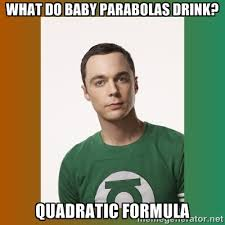 WHAT DO BABY PARABOLAS DRINK?
QUADRATIC FORMULA
memegenerator.net